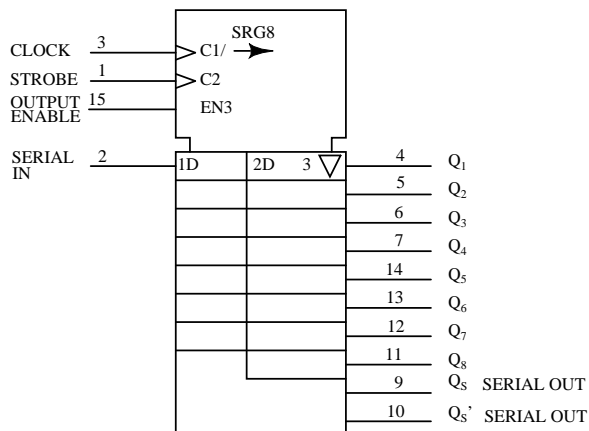 SRG8
CLOCK 3 C1/
STROBE 1 C2
OUTPUT ENABLE 15 EN3
SERIAL IN 2 1D 2D 3 4 Q1
5 Q2
6 Q3
7 Q4
14 Q5
13 Q6
12 Q7
11 Q8
9 QS SERIAL OUT
10 QS' SERIAL OUT